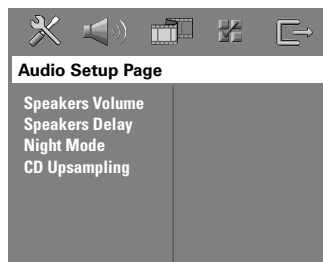 Audio Setup Page
Speakers Volume
Speakers Delay
Night Mode
CD Upsampling